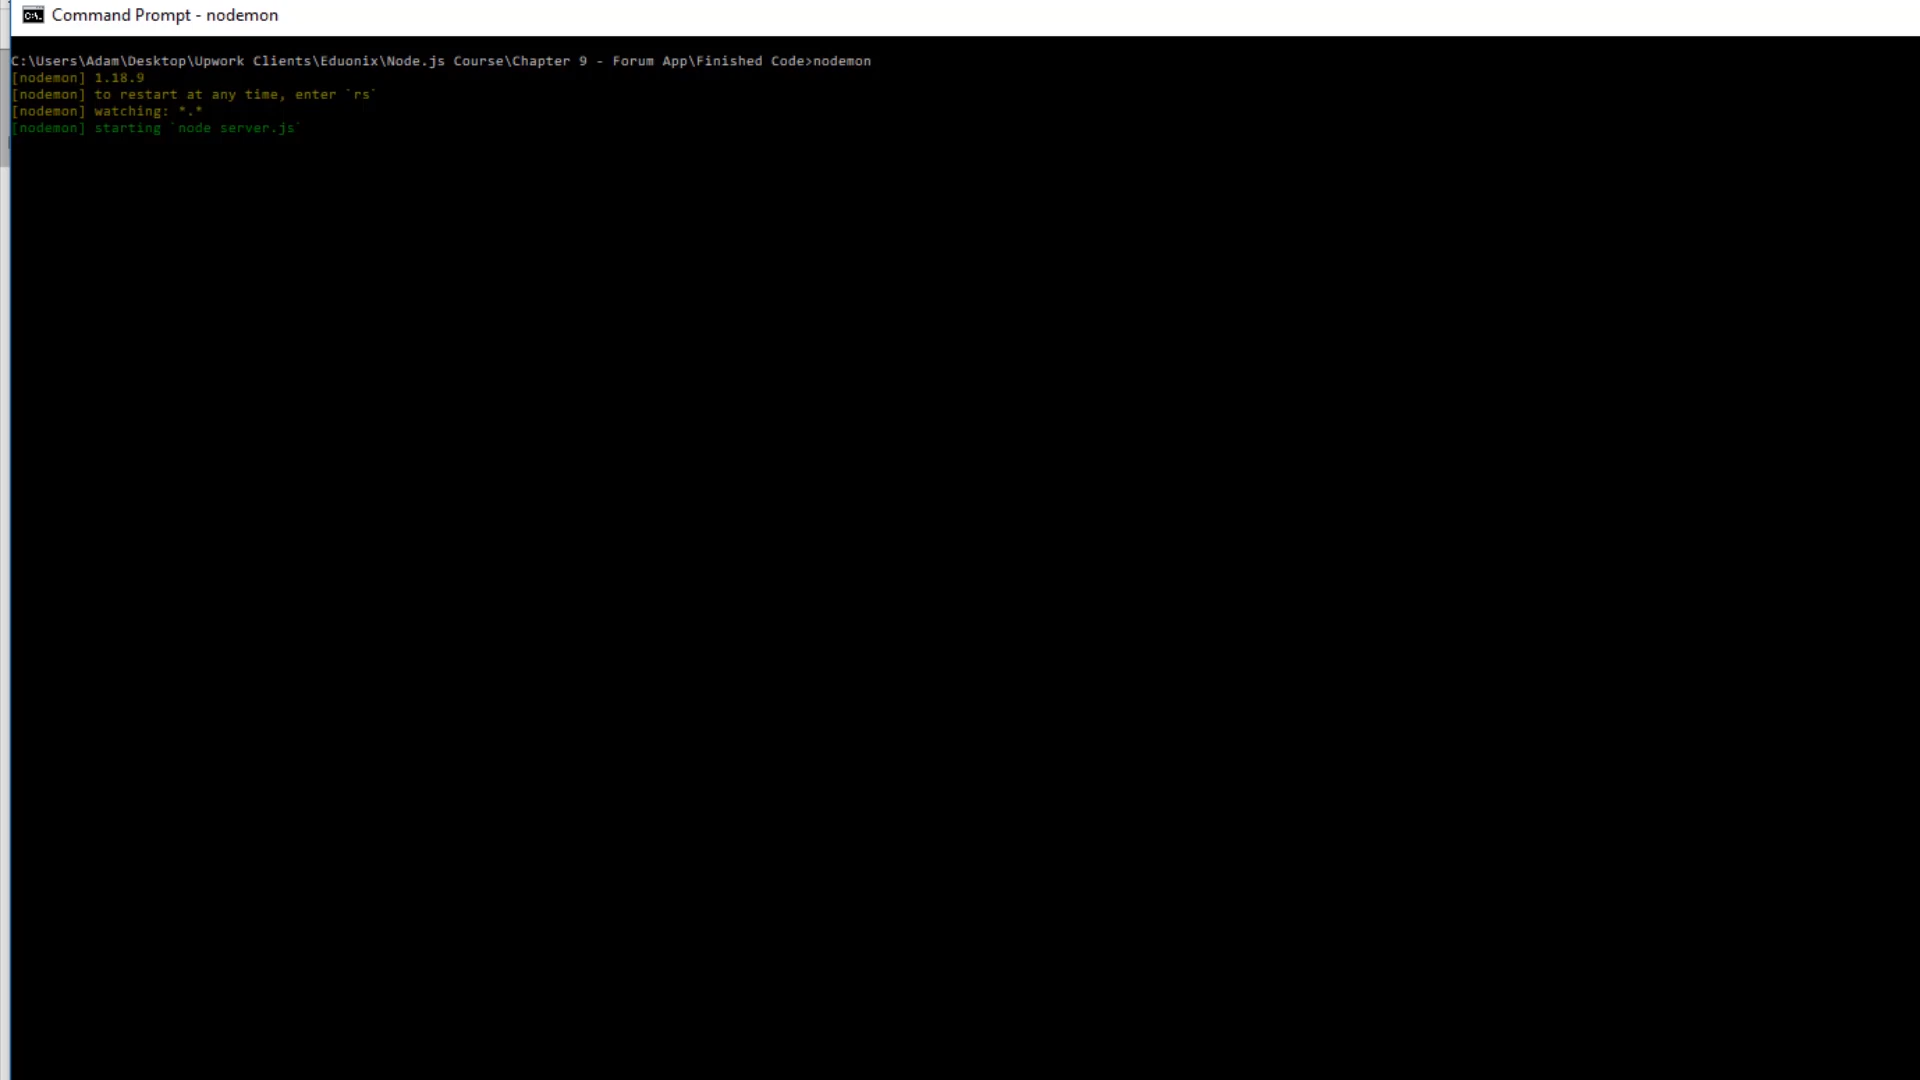 Command Prompt - nodemon
C:\Users\Adam\Desktop\Upwork Clients\Eduonix\Node.js Course\Chapter 9 - Forum App\Finished Code>nodemon
[nodemon] 1.18.9
[nodemon] to restart at any time, enter `rs`
[nodemon] watching: *.*
[nodemon] starting `node server.js`